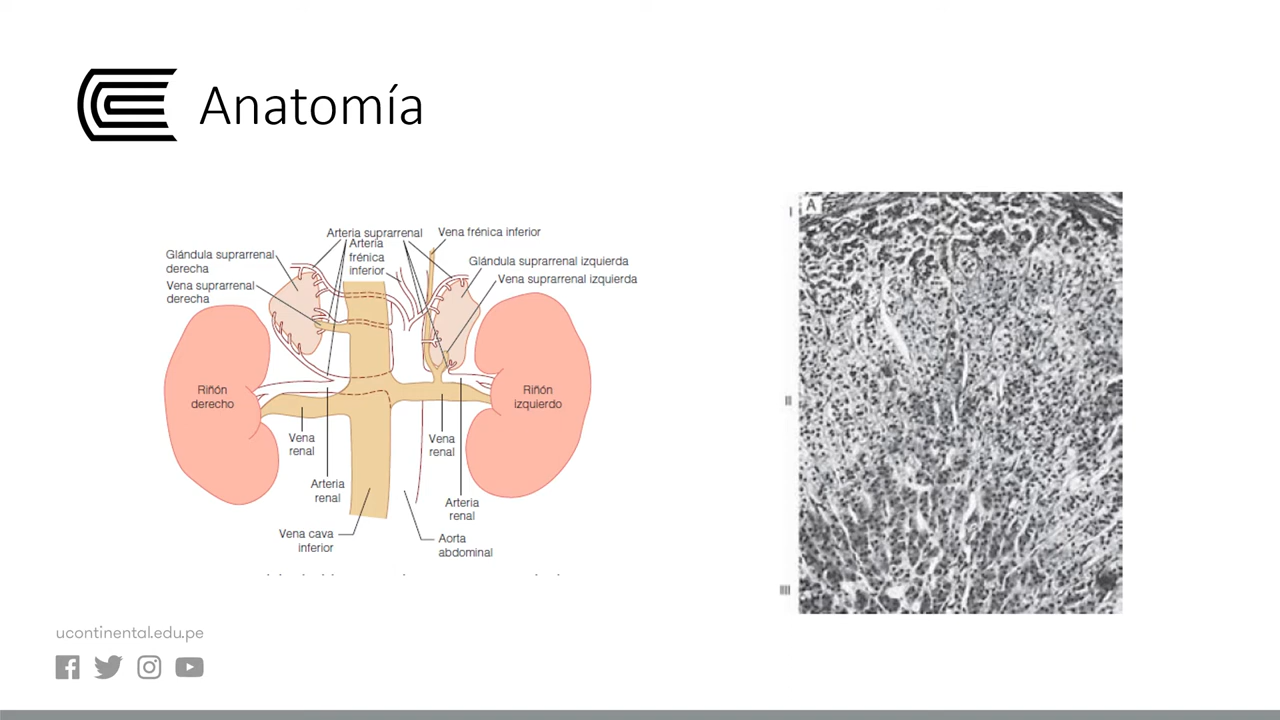 Anatomía
Arteria suprarrenal
Vena frénica inferior
Arteria
frénica
inferior
Glándula suprarrenal
derecha
Vena suprarrenal
derecha
Glándula suprarrenal izquierda
Vena suprarrenal izquierda
Riñón
derecho
Riñón
izquierdo
Vena
renal
Vena
renal
Arteria
renal
Arteria
renal
Vena cava
inferior
Aorta
abdominal
A
I
II
III
ucontinental.edu.pe